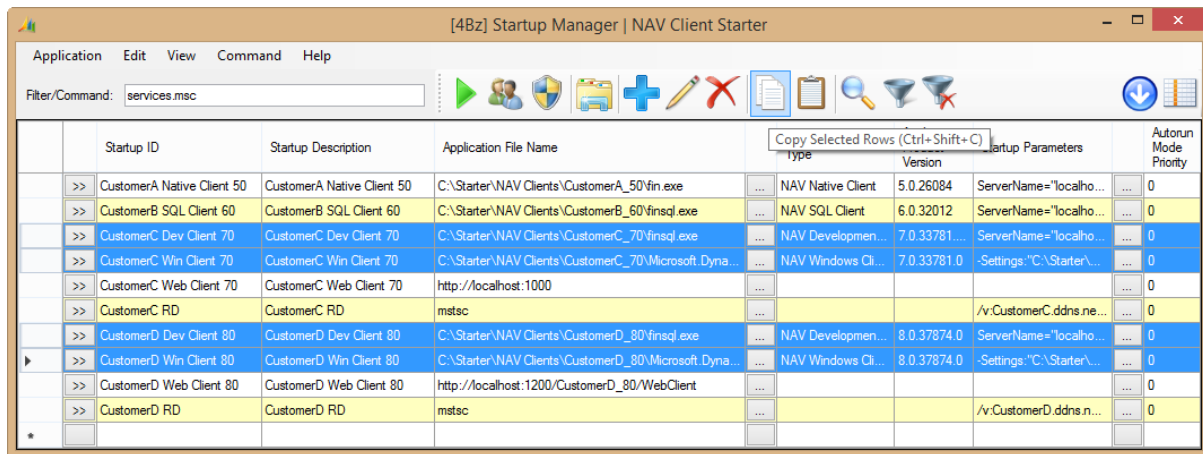 [4Bz] Startup Manager | NAV Client Starter
Application Edit View Command Help
Filter/Command: services.msc
Copy Selected Rows (Ctrl+Shift+C)
Startup ID Startup Description Application File Name Type Version Startup Parameters Autorun Mode Priority
>> CustomerA Native Client 50 CustomerA Native Client 50 C:\Starter\NAV Clients\CustomerA_50\fin.exe ... NAV Native Client 5.0.26084 ServerName="localho... ... 0
>> CustomerB SQL Client 60 CustomerB SQL Client 60 C:\Starter\NAV Clients\CustomerB_60\finsql.exe ... NAV SQL Client 6.0.32012 ServerName="localho... ... 0
>> CustomerC Dev Client 70 CustomerC Dev Client 70 C:\Starter\NAV Clients\CustomerC_70\finsql.exe ... NAV Developmen... 7.0.33781.... ServerName="localho... ... 0
>> CustomerC Win Client 70 CustomerC Win Client 70 C:\Starter\NAV Clients\CustomerC_70\Microsoft.Dyna... ... NAV Windows Cli... 7.0.33781.0 -Settings:"C:\Starter\... ... 0
>> CustomerC Web Client 70 CustomerC Web Client 70 http://localhost:1000 ... ... 0
>> CustomerC RD CustomerC RD mstsc ... /v:CustomerC.ddns.ne... ... 0
>> CustomerD Dev Client 80 CustomerD Dev Client 80 C:\Starter\NAV Clients\CustomerD_80\finsql.exe ... NAV Developmen... 8.0.37874.0 ServerName="localho... ... 0
>> CustomerD Win Client 80 CustomerD Win Client 80 C:\Starter\NAV Clients\CustomerD_80\Microsoft.Dyna... ... NAV Windows Cli... 8.0.37874.0 -Settings:"C:\Starter\... ... 0
>> CustomerD Web Client 80 CustomerD Web Client 80 http://localhost:1200/CustomerD_80/WebClient ... ... 0
>> CustomerD RD CustomerD RD mstsc ... /v:CustomerD.ddns.n... ... 0